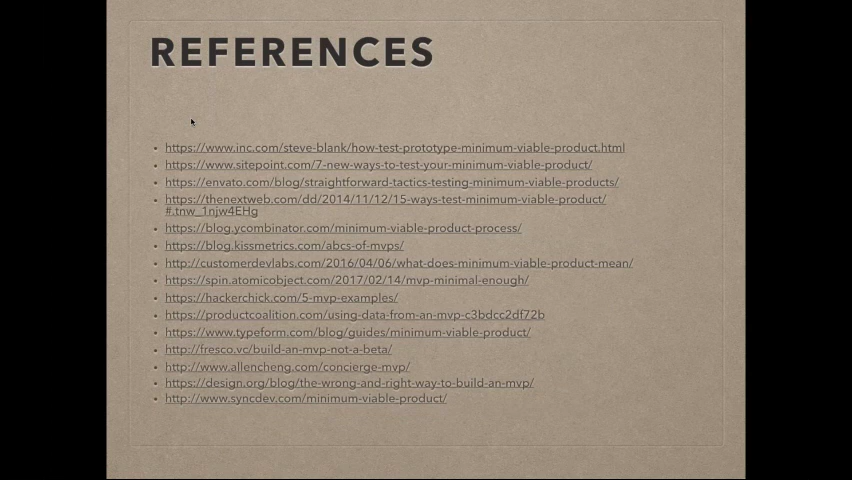 REFERENCES
https://www.inc.com/steve-blank/how-test-prototype-minimum-viable-product.html
https://www.sitepoint.com/7-new-ways-to-test-your-minimum-viable-product/
https://envato.com/blog/straightforward-tactics-testing-minimum-viable-products/
https://thenextweb.com/dd/2014/11/12/15-ways-test-minimum-viable-product/
#.tnw_1njw4EHg
https://blog.ycombinator.com/minimum-viable-product-process/
https://blog.kissmetrics.com/abcs-of-mvps/
http://customerdevlabs.com/2016/04/06/what-does-minimum-viable-product-mean/
https://spin.atomicobject.com/2017/02/14/mvp-minimal-enough/
https://hackerchick.com/5-mvp-examples/
https://productcoalition.com/using-data-from-an-mvp-c3bdcc2df72b
https://www.typeform.com/blog/guides/minimum-viable-product/
http://fresco.vc/build-an-mvp-not-a-beta/
http://www.allencheng.com/concierge-mvp/
https://design.org/blog/the-wrong-and-right-way-to-build-an-mvp/
http://www.syncdev.com/minimum-viable-product/